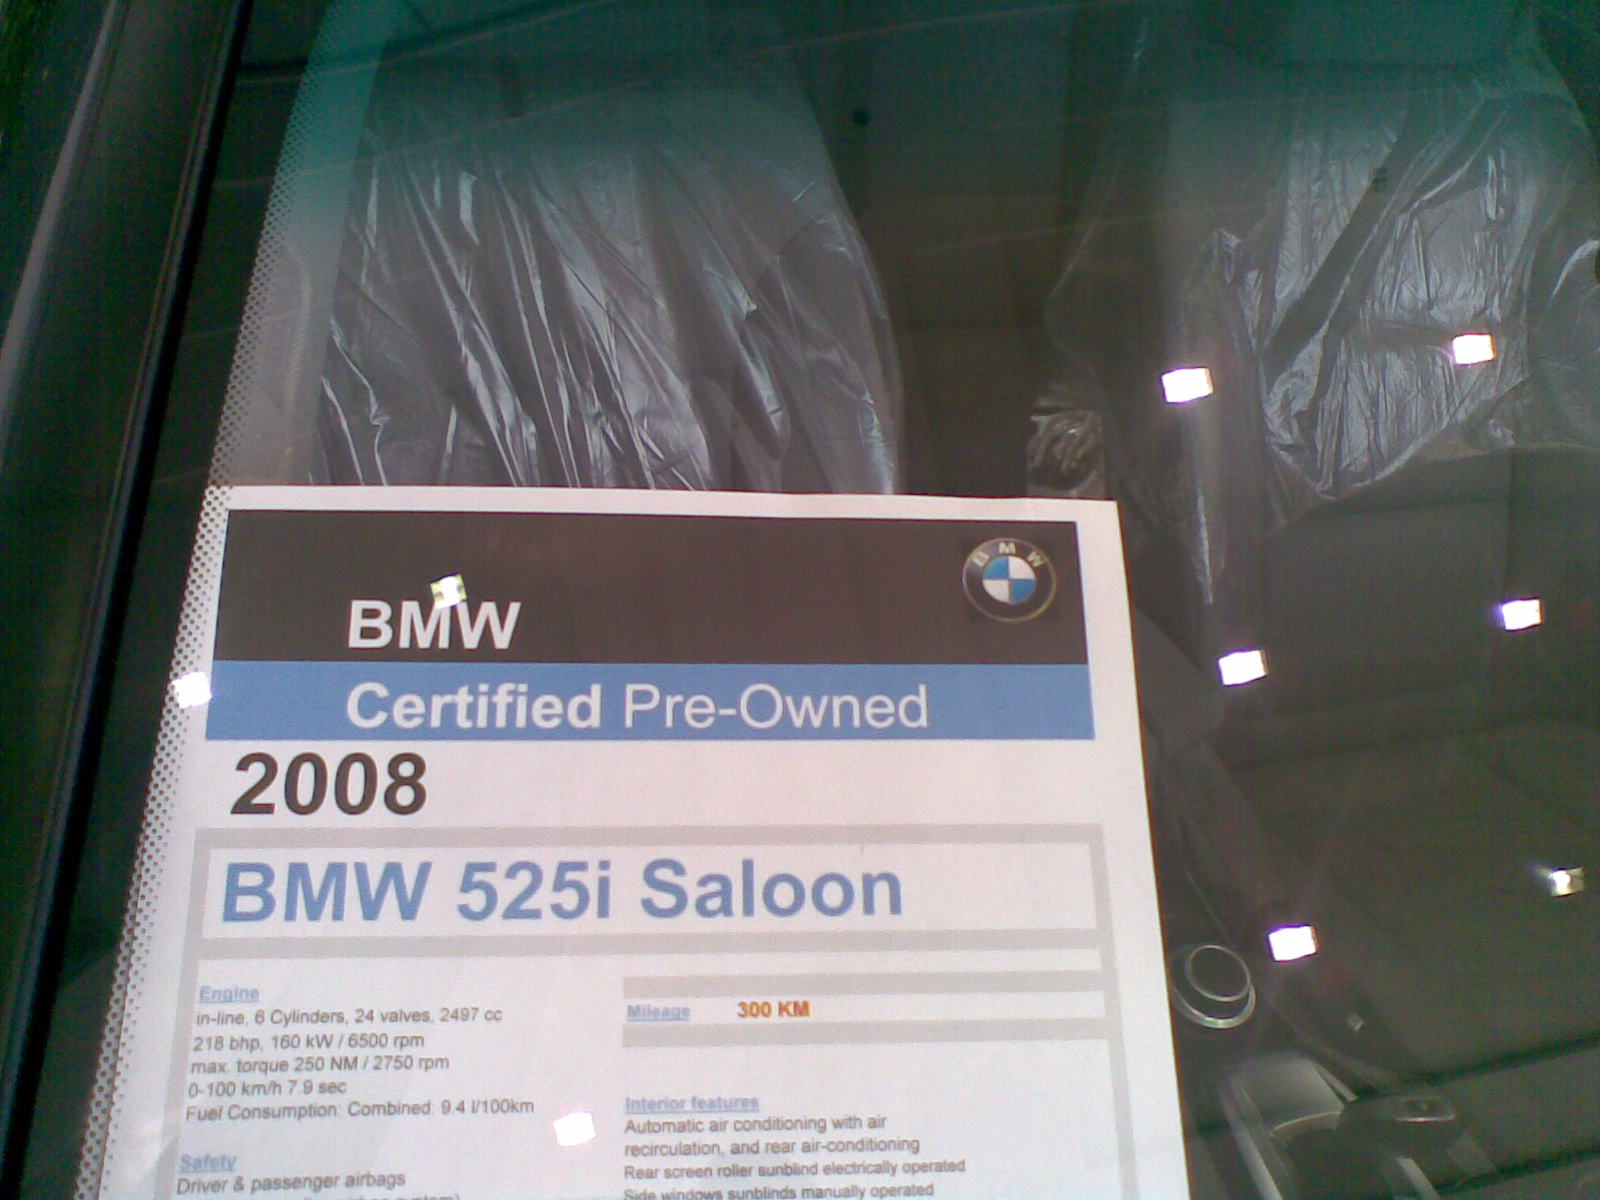 BMW
BMW
Certified Pre-Owned
2008
BMW 525i Saloon
Engine
in-line, 6 Cylinders, 24 valves, 2497 cc
218 bhp, 160 kW / 6500 rpm
max. torque 250 NM / 2750 rpm
0-100 km/h 7.9 sec
Fuel Consumption: Combined: 9.4 l/100km
Safety
Driver & passenger airbags
Mileage 300 KM
Interior features
Automatic air conditioning with air
recirculation, and rear air-conditioning
Rear screen roller sunblind electrically operated
Side windows sunblinds manually operated